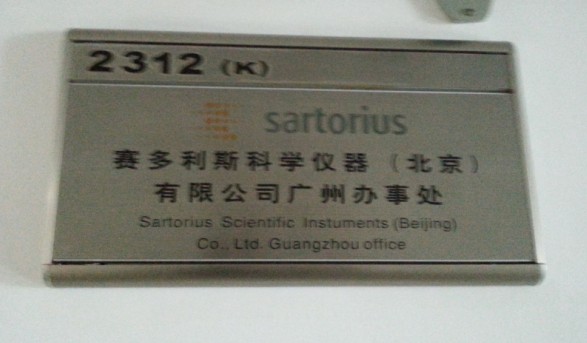 2312 (K)
sartorius
赛多利斯科学仪器（北京）
有限公司广州办事处
Sartorius Scientific Instuments (Beijing)
Co., Ltd. Guangzhou office